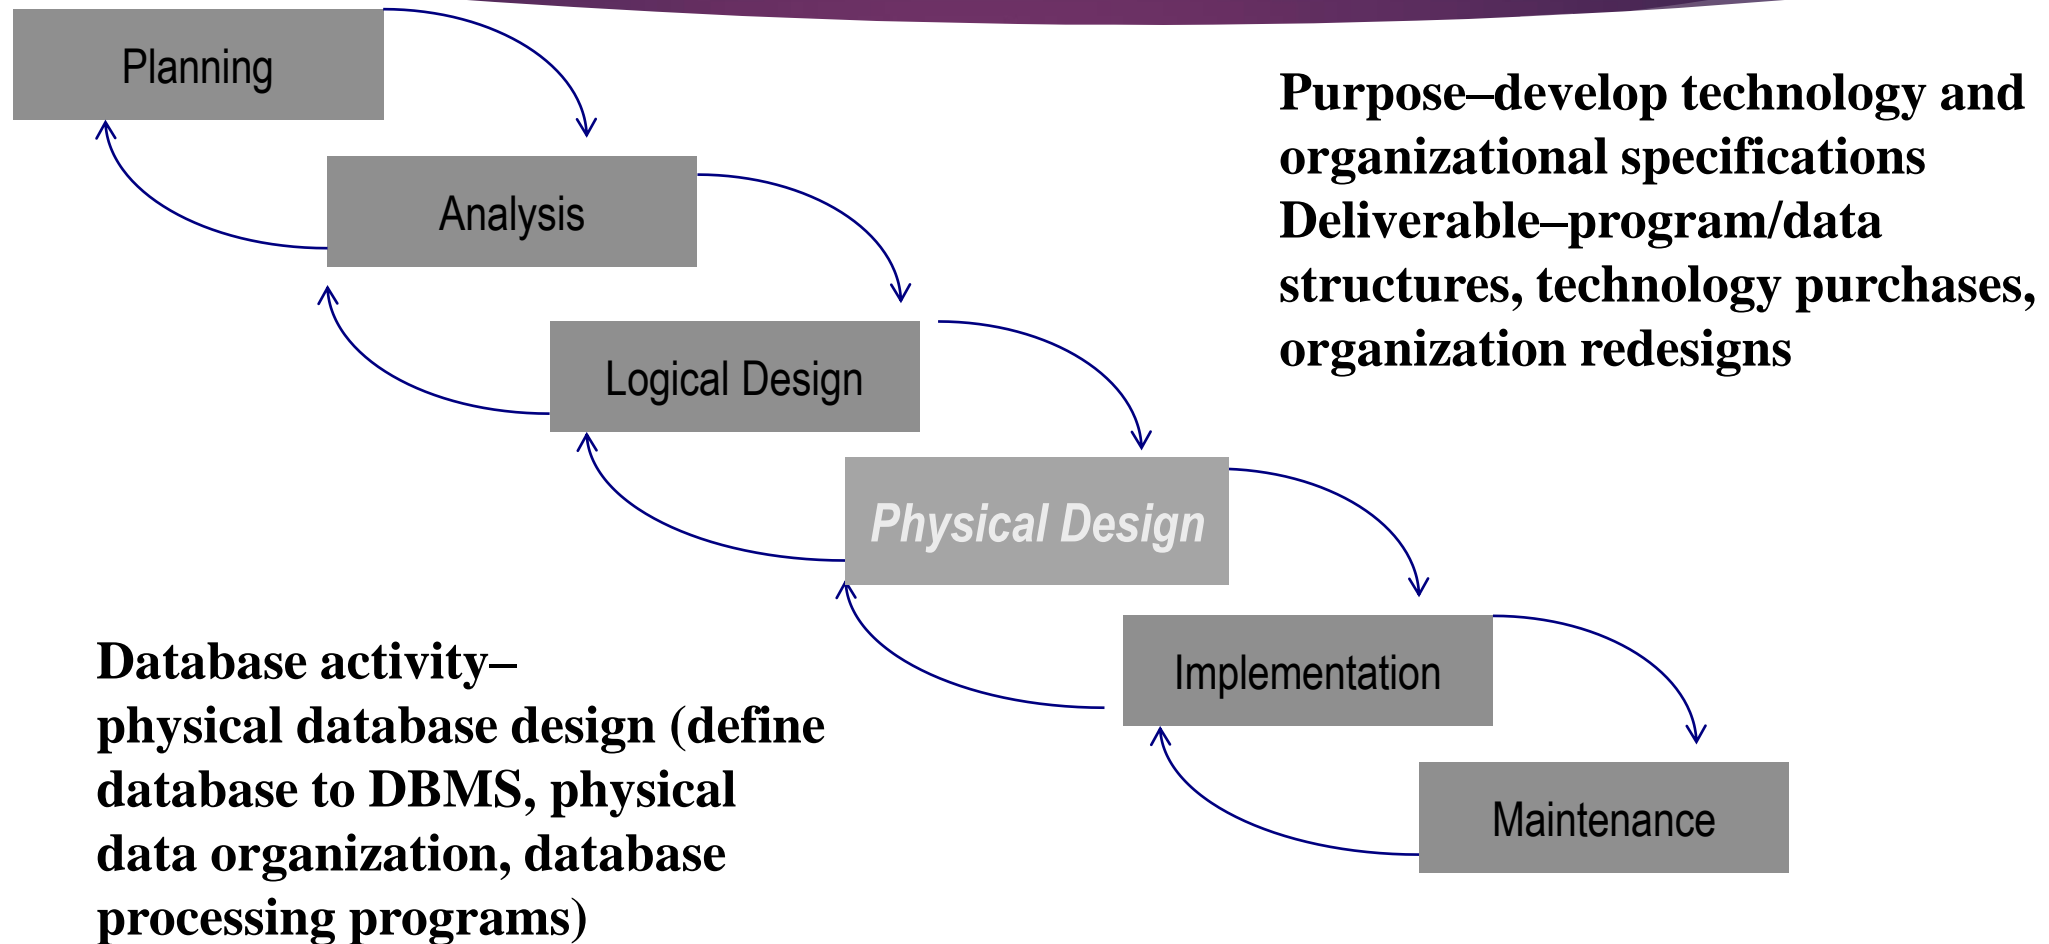 Planning
Purpose–develop technology and
organizational specifications
Deliverable–program/data
structures, technology purchases,
organization redesigns
Analysis
Logical Design
Physical Design
Implementation
Maintenance
Database activity–
physical database design (define
database to DBMS, physical
data organization, database
processing programs)